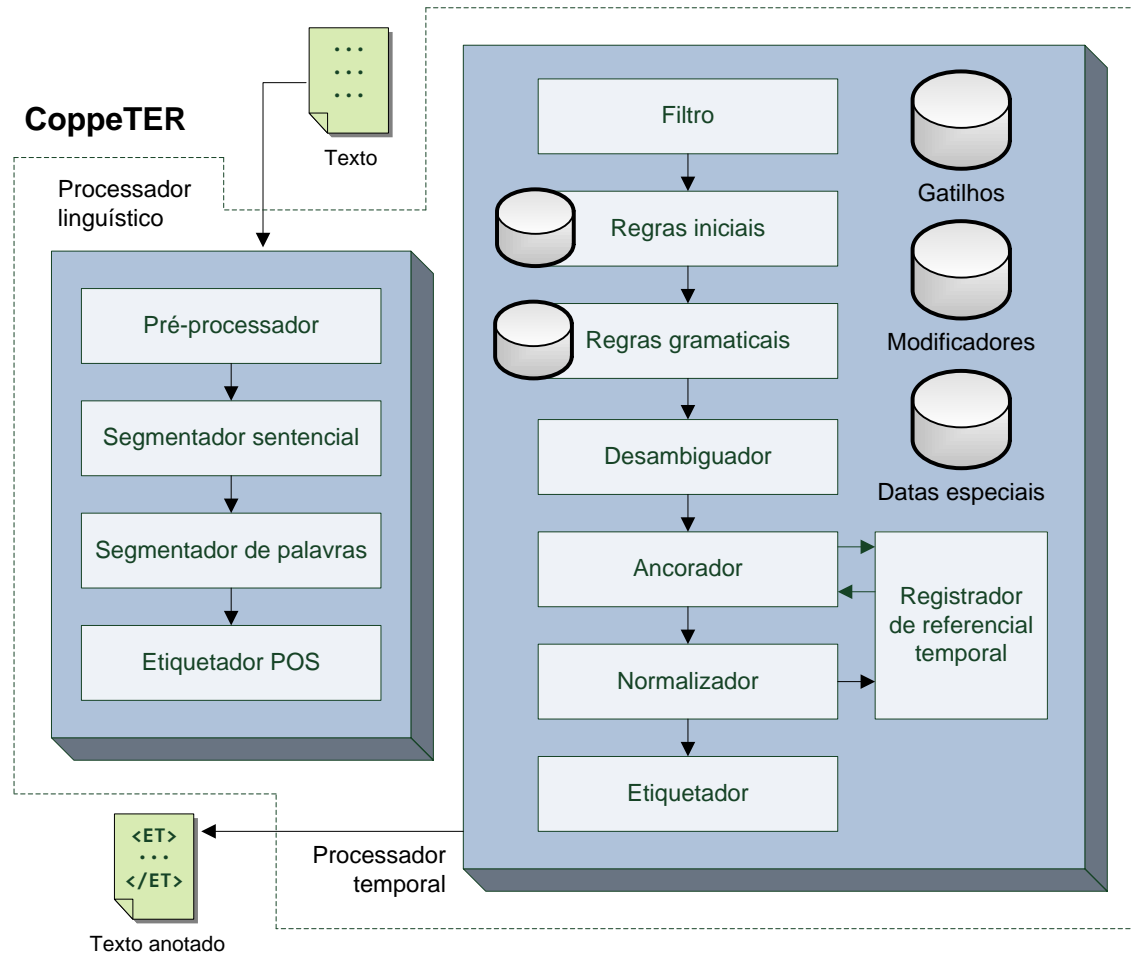 CoppeTER
...
...
...
Texto
Processador
linguístico
Pré-processador
Segmentador sentencial
Segmentador de palavras
Etiquetador POS
Filtro
Regras iniciais
Regras gramaticais
Desambiguador
Ancorador
Normalizador
Etiquetador
Gatilhos
Modificadores
Datas especiais
Registrador
de referencial
temporal
Processador
temporal
<ET>
...
</ET>
Texto anotado